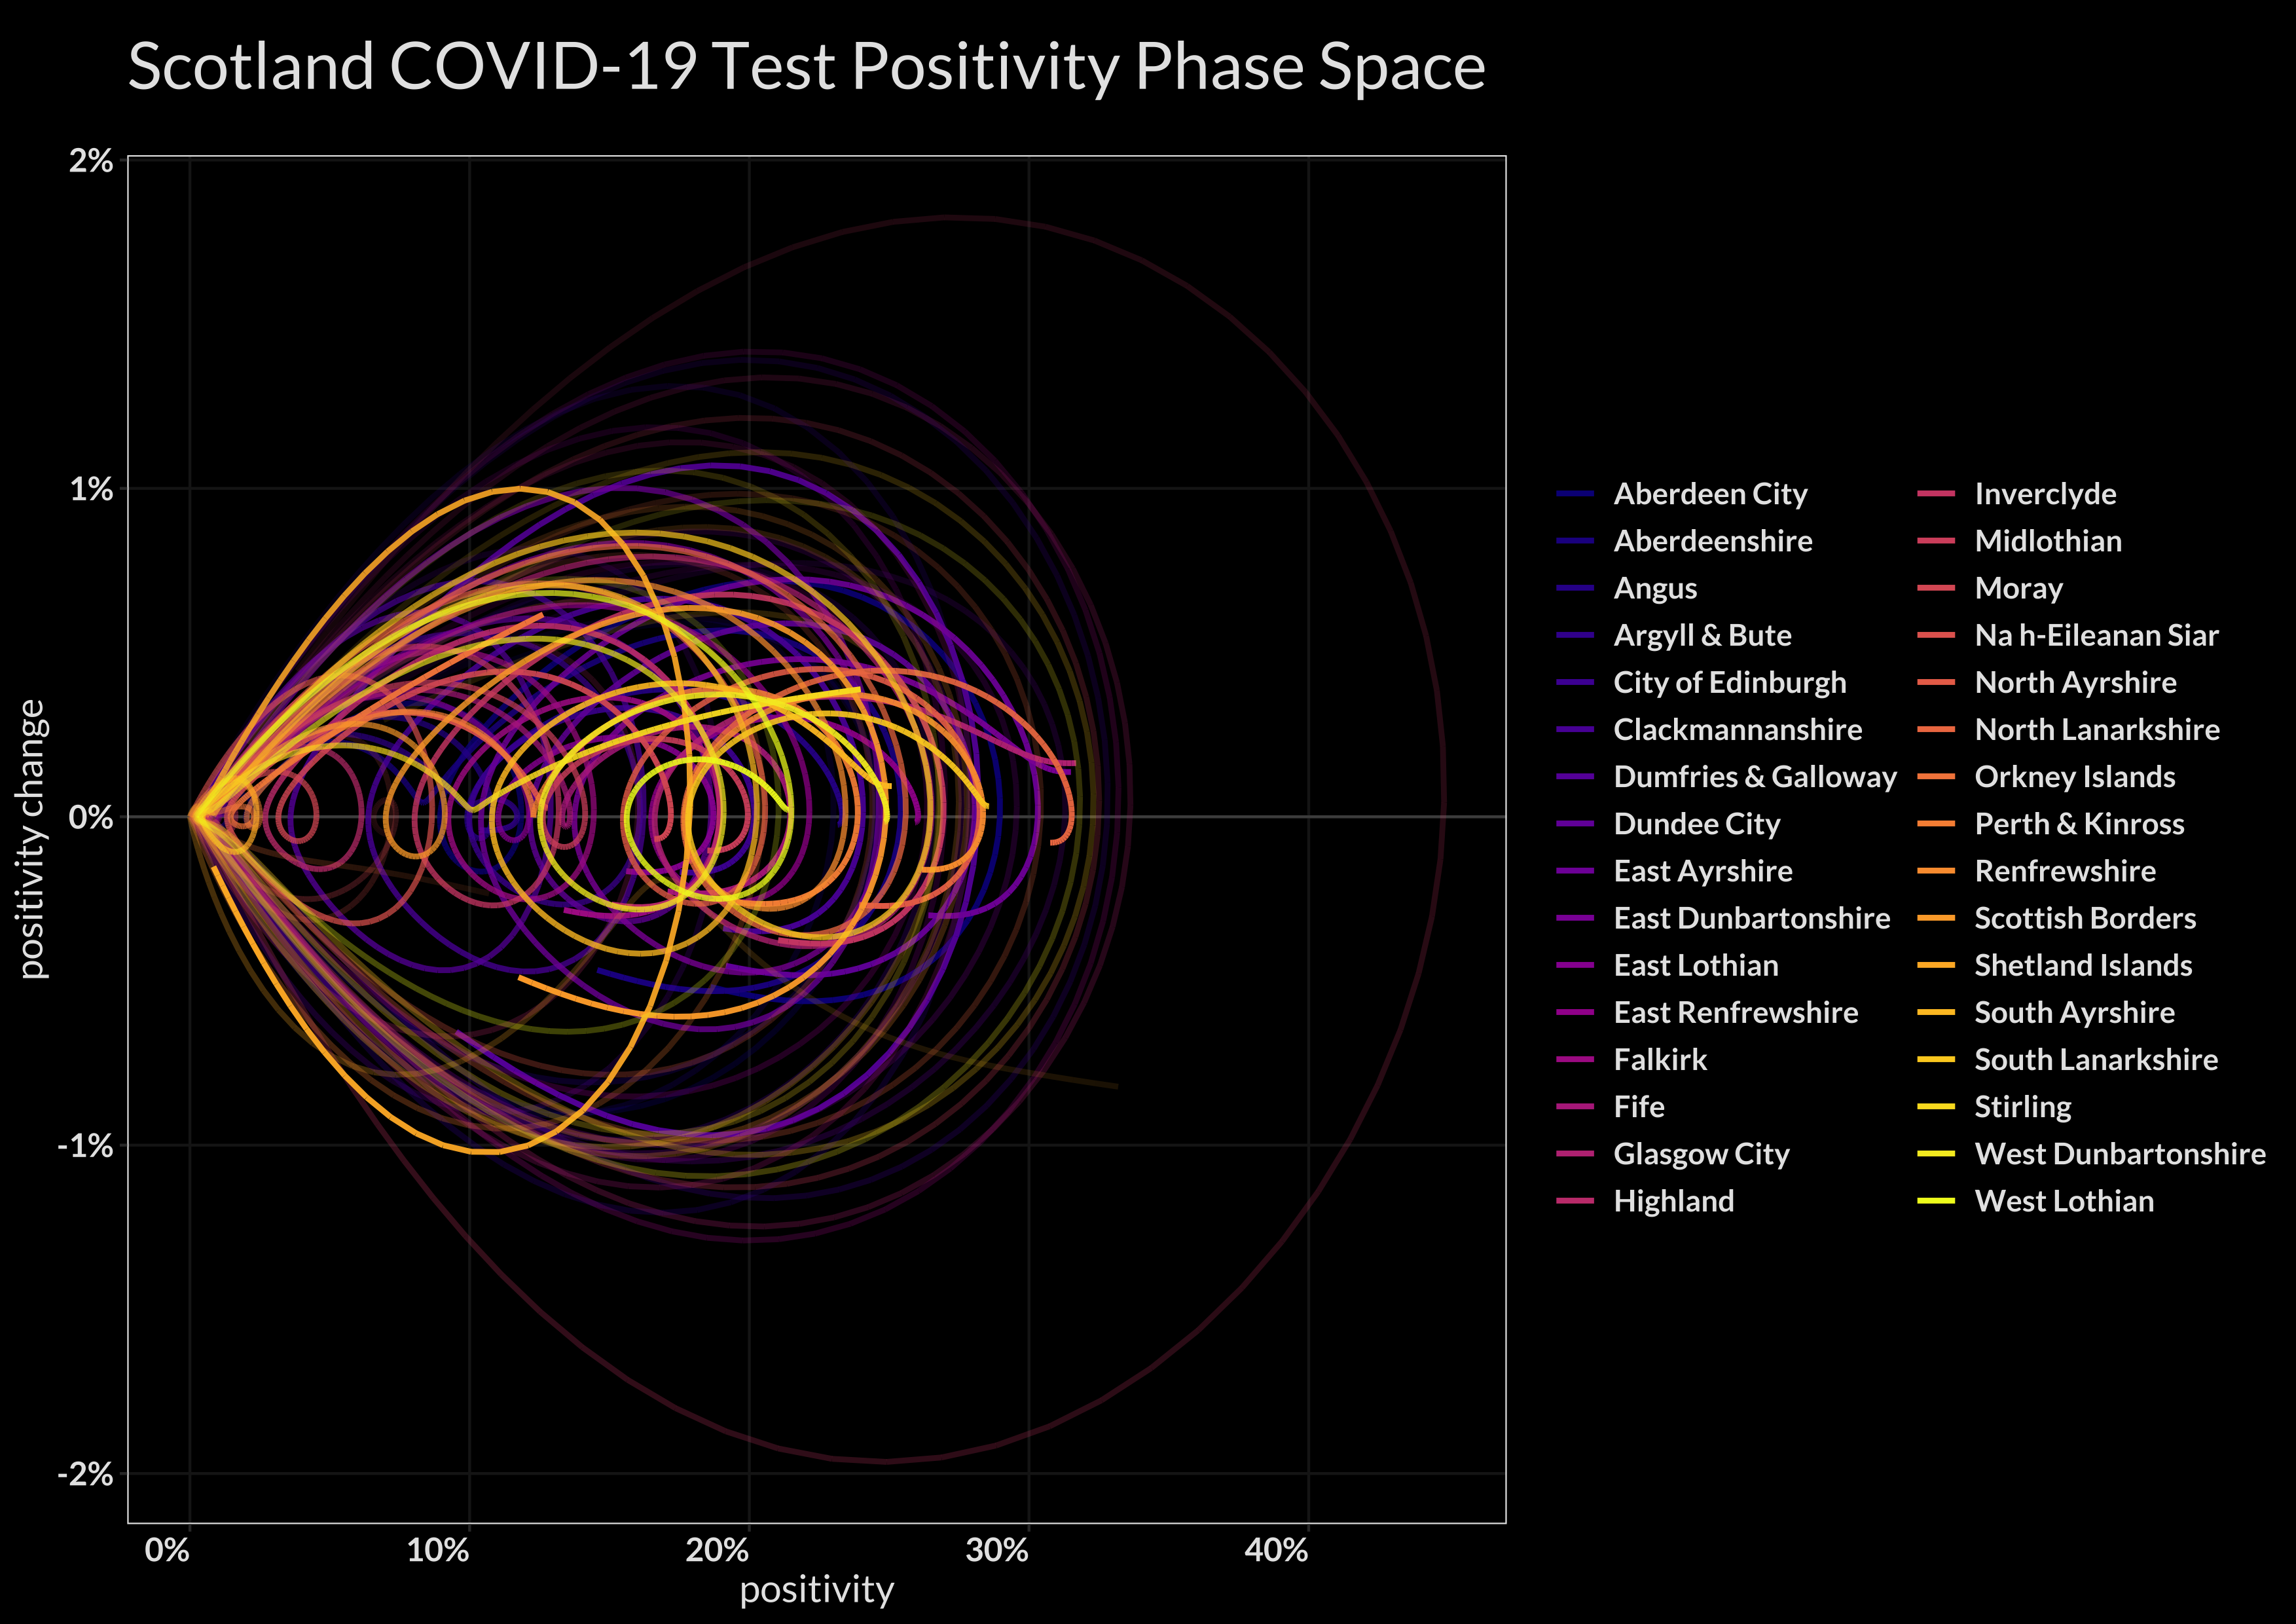 Scotland COVID-19 Test Positivity Phase Space
2%
1%
0%
-1%
-2%
positivity change
0% 10% 20% 30% 40%
positivity
Aberdeen City
Aberdeenshire
Angus
Argyll & Bute
City of Edinburgh
Clackmannanshire
Dumfries & Galloway
Dundee City
East Ayrshire
East Dunbartonshire
East Lothian
East Renfrewshire
Falkirk
Fife
Glasgow City
Highland
Inverclyde
Midlothian
Moray
Na h-Eileanan Siar
North Ayrshire
North Lanarkshire
Orkney Islands
Perth & Kinross
Renfrewshire
Scottish Borders
Shetland Islands
South Ayrshire
South Lanarkshire
Stirling
West Dunbartonshire
West Lothian